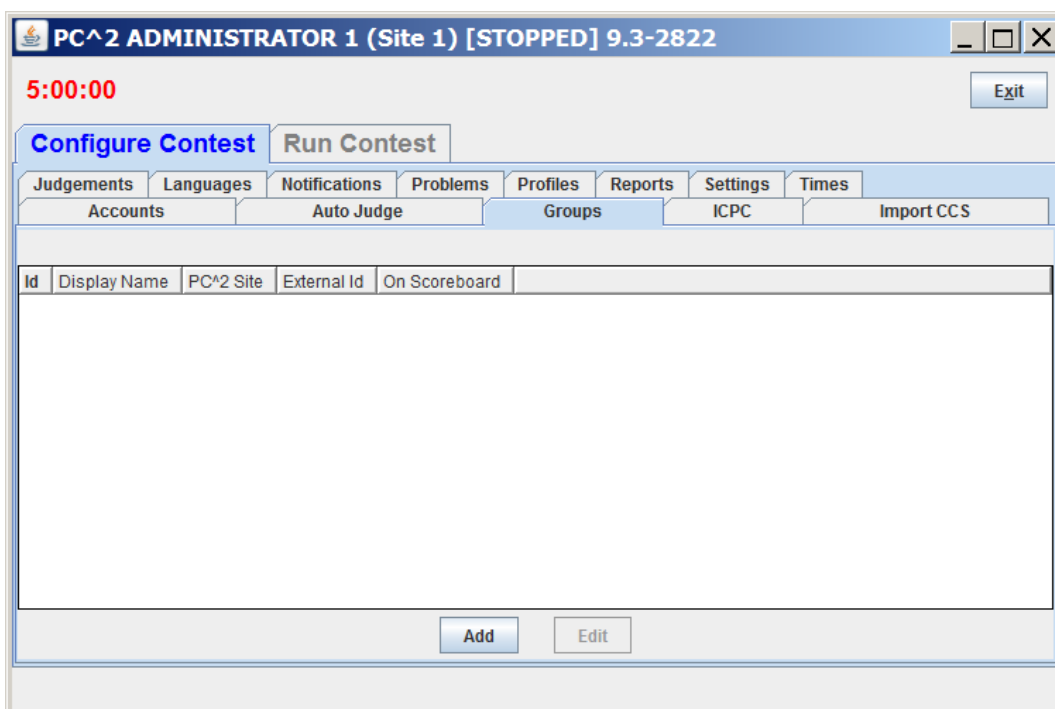 PC^2 ADMINISTRATOR 1 (Site 1) [STOPPED] 9.3-2822
5:00:00
Exit
Configure Contest Run Contest
Judgements Languages Notifications Problems Profiles Reports Settings Times
Accounts Auto Judge Groups ICPC Import CCS
Id Display Name PC^2 Site External Id On Scoreboard
Add Edit